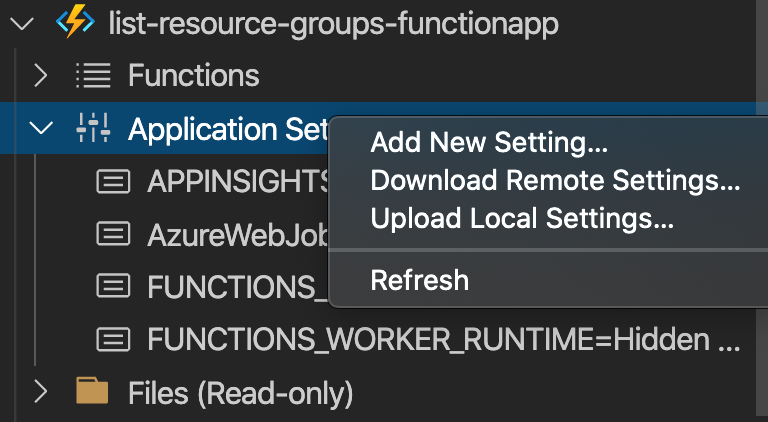 list-resource-groups-functionapp
Functions
Application Set
Add New Setting...
APPINSIGHTS
Download Remote Settings...
Upload Local Settings...
AzureWebJob
FUNCTIONS_
Refresh
FUNCTIONS_WORKER_RUNTIME=Hidden ...
Files (Read-only)